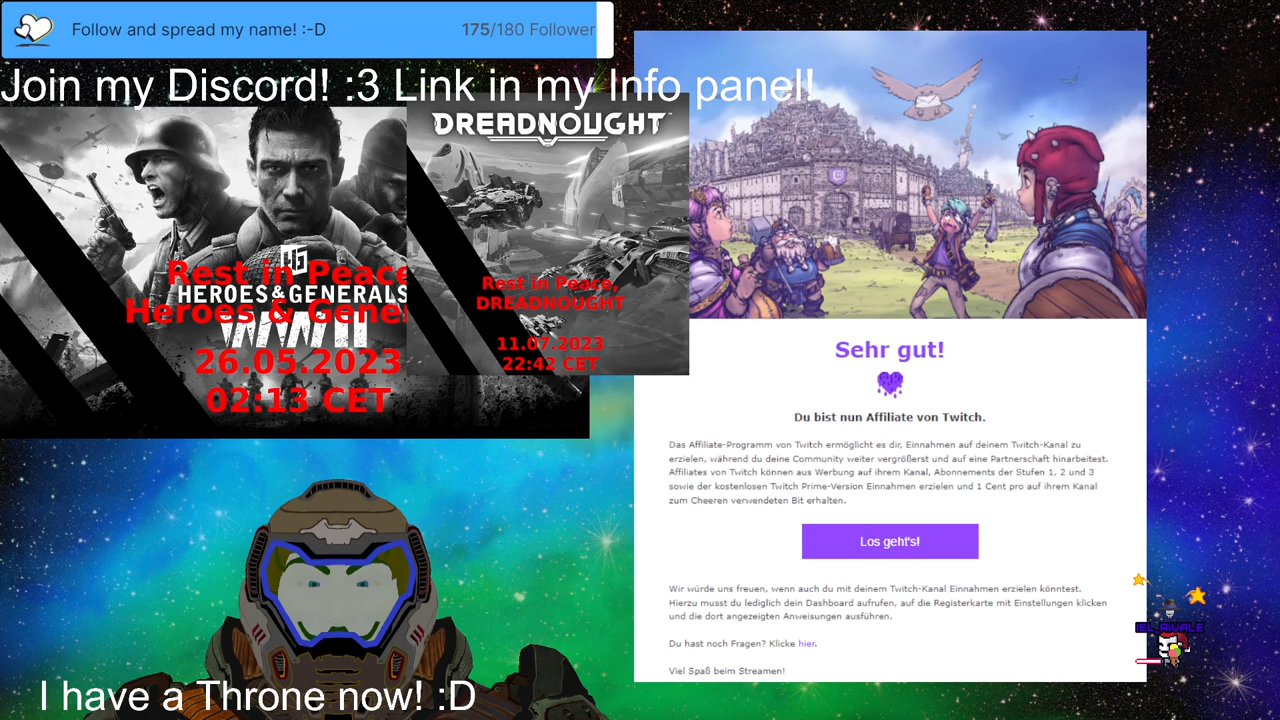 Follow and spread my name! :-D
175/180 Follower
Join my Discord! :3 Link in my Info panel!
DREADNOUGHT
HEROES & GENERALS
WWII
Rest in Peace
Heroes & Gene
26.05.2023
02:13 CET
Rest in Peace,
DREADNOUGHT
11.07.2023
22:42 CET
Sehr gut!
Du bist nun Affiliate von Twitch.
Das Affiliate-Programm von Twitch ermöglicht es dir, Einnahmen auf deinem Twitch-Kanal zu
erzielen, während du deine Community weiter vergrößerst und auf eine Partnerschaft hinarbeitest.
Affiliates von Twitch können aus Werbung auf ihrem Kanal, Abonnements der Stufen 1, 2 und 3
sowie der kostenlosen Twitch Prime-Version Einnahmen erzielen und 1 Cent pro auf ihrem Kanal
zum Cheeren verwendeten Bit erhalten.
Los geht's!
Wir würde uns freuen, wenn auch du mit deinem Twitch-Kanal Einnahmen erzielen könntest.
Hierzu musst du lediglich dein Dashboard aufrufen, auf die Registerkarte mit Einstellungen klicken
und die dort angezeigten Anweisungen ausführen.
Du hast noch Fragen? Klicke hier.
Viel Spaß beim Streamen!
I have a Throne now! :D